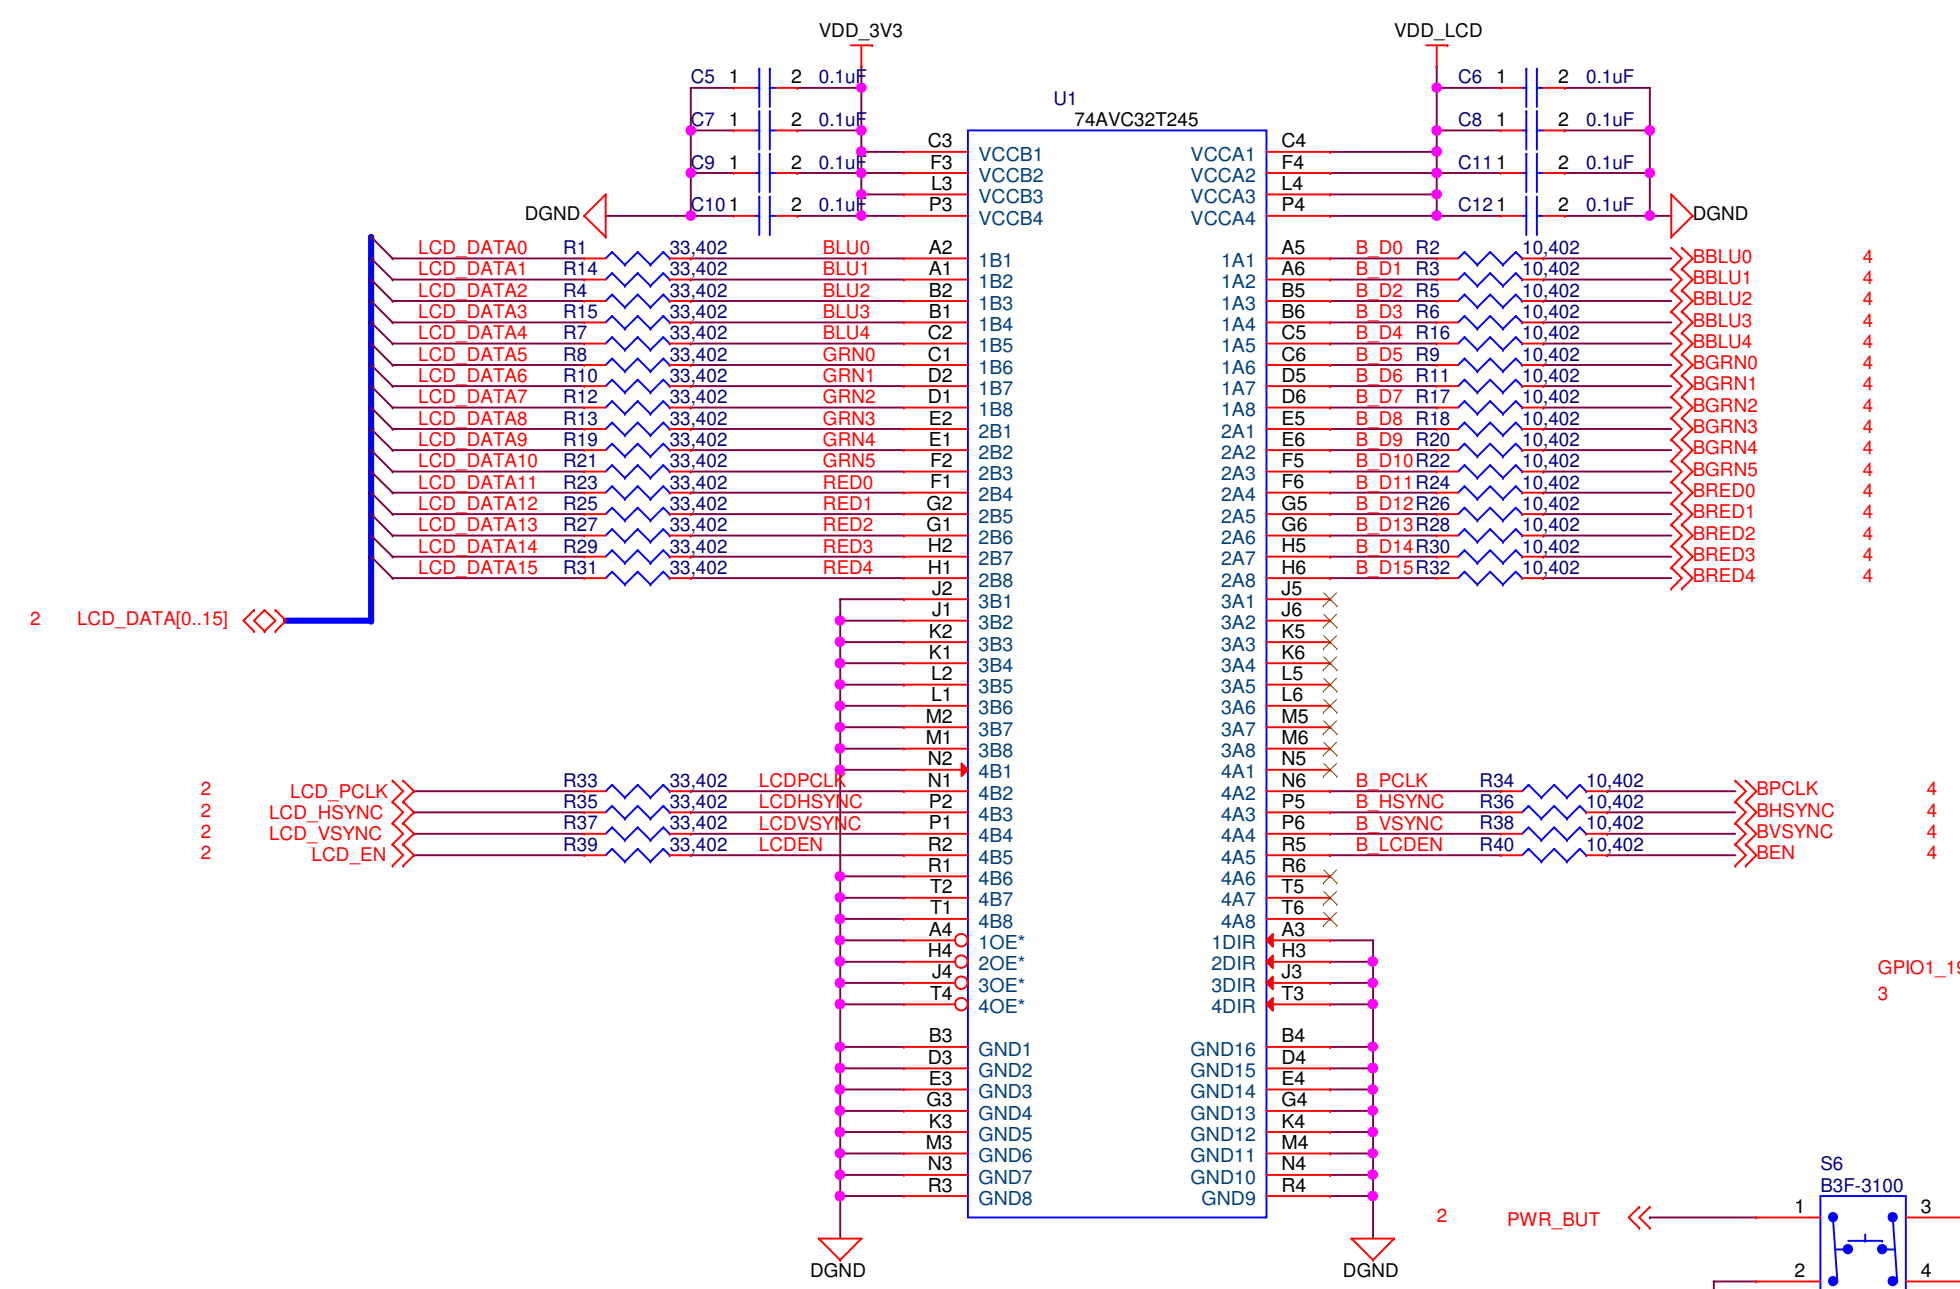 VDD_3V3 VDD_LCD
C5 1 2 0.1uF C6 1 2 0.1uF
U1
C7 1 2 0.1uF 74AVC32T245 C8 1 2 0.1uF
C3 VCCB1 VCCA1 C4
C9 1 2 0.1uF F3 VCCB2 VCCA2 F4 C11 1 2 0.1uF
L3 VCCB3 VCCA3 L4
DGND C10 1 2 0.1uF P3 VCCB4 VCCA4 P4 C12 1 2 0.1uF DGND
LCD_DATA0 R1 33,402 BLU0 A2 1B1 1A1 A5 B_D0 R2 10,402 BBLU0 4
LCD_DATA1 R14 33,402 BLU1 A1 1B2 1A2 A6 B_D1 R3 10,402 BBLU1 4
LCD_DATA2 R4 33,402 BLU2 B2 1B3 1A3 B5 B_D2 R5 10,402 BBLU2 4
LCD_DATA3 R15 33,402 BLU3 B1 1B4 1A4 B6 B_D3 R6 10,402 BBLU3 4
LCD_DATA4 R7 33,402 BLU4 C2 1B5 1A5 C5 B_D4 R16 10,402 BBLU4 4
LCD_DATA5 R8 33,402 GRN0 C1 1B6 1A6 C6 B_D5 R9 10,402 BGRN0 4
LCD_DATA6 R10 33,402 GRN1 D2 1B7 1A7 D5 B_D6 R11 10,402 BGRN1 4
LCD_DATA7 R12 33,402 GRN2 D1 1B8 1A8 D6 B_D7 R17 10,402 BGRN2 4
LCD_DATA8 R13 33,402 GRN3 E2 2B1 2A1 E5 B_D8 R18 10,402 BGRN3 4
LCD_DATA9 R19 33,402 GRN4 E1 2B2 2A2 E6 B_D9 R20 10,402 BGRN4 4
LCD_DATA10 R21 33,402 GRN5 F2 2B3 2A3 F5 B_D10 R22 10,402 BGRN5 4
LCD_DATA11 R23 33,402 RED0 F1 2B4 2A4 F6 B_D11 R24 10,402 BRED0 4
LCD_DATA12 R25 33,402 RED1 G2 2B5 2A5 G5 B_D12 R26 10,402 BRED1 4
LCD_DATA13 R27 33,402 RED2 G1 2B6 2A6 G6 B_D13 R28 10,402 BRED2 4
LCD_DATA14 R29 33,402 RED3 H2 2B7 2A7 H5 B_D14 R30 10,402 BRED3 4
LCD_DATA15 R31 33,402 RED4 H1 2B8 2A8 H6 B_D15 R32 10,402 BRED4 4
J2 3B1 3A1 J5
2 LCD_DATA[0..15] J1 3B2 3A2 J6
K2 3B3 3A3 K5
K1 3B4 3A4 K6
L2 3B5 3A5 L5
L1 3B6 3A6 L6
M2 3B7 3A7 M5
M1 3B8 3A8 M6
N2 4B1 4A1 N5
2 LCD_PCLK R33 33,402 LCDPCLK N1 4B2 4A2 N6 B_PCLK R34 10,402 BPCLK 4
2 LCD_HSYNC R35 33,402 LCDHSYNC P2 4B3 4A3 P5 B_HSYNC R36 10,402 BHSYNC 4
2 LCD_VSYNC R37 33,402 LCDVSYNC P1 4B4 4A4 P6 B_VSYNC R38 10,402 BVSYNC 4
2 LCD_EN R39 33,402 LCDEN R2 4B5 4A5 R5 B_LCDEN R40 10,402 BEN 4
R1 4B6 4A6 R6
T2 4B7 4A7 T5
T1 4B8 4A8 T6
A4 1OE* 1DIR A3
H4 2OE* 2DIR H3 GPIO1_19
J4 3OE* 3DIR J3 3
T4 4OE* 4DIR T3
B3 GND1 GND16 B4
D3 GND2 GND15 D4
E3 GND3 GND14 E4
G3 GND4 GND13 G4
K3 GND5 GND12 K4
M3 GND6 GND11 M4
N3 GND7 GND10 N4 S6
R3 GND8 GND9 R4 B3F-3100
2 PWR_BUT 1 3
DGND DGND 2 4